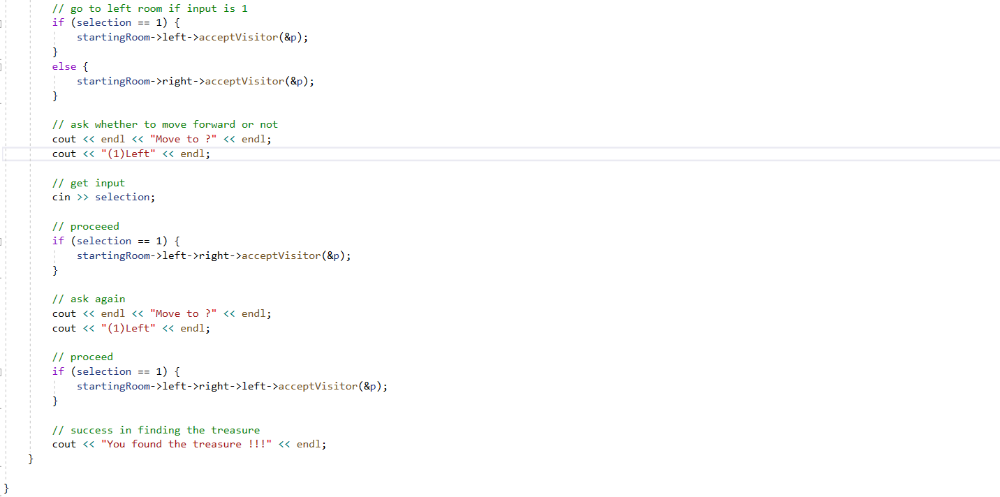 // go to left room if input is 1
if (selection == 1) {
startingRoom->left->acceptVisitor(&p);
}
else {
startingRoom->right->acceptVisitor(&p);
}
// ask whether to move forward or not
cout << endl << "Move to ?" << endl;
cout << "(1)Left" << endl;
// get input
cin >> selection;
// proceeed
if (selection == 1) {
startingRoom->left->right->acceptVisitor(&p);
}
// ask again
cout << endl << "Move to ?" << endl;
cout << "(1)Left" << endl;
// proceed
if (selection == 1) {
startingRoom->left->right->left->acceptVisitor(&p);
}
// success in finding the treasure
cout << "You found the treasure !!!" << endl;
}
}